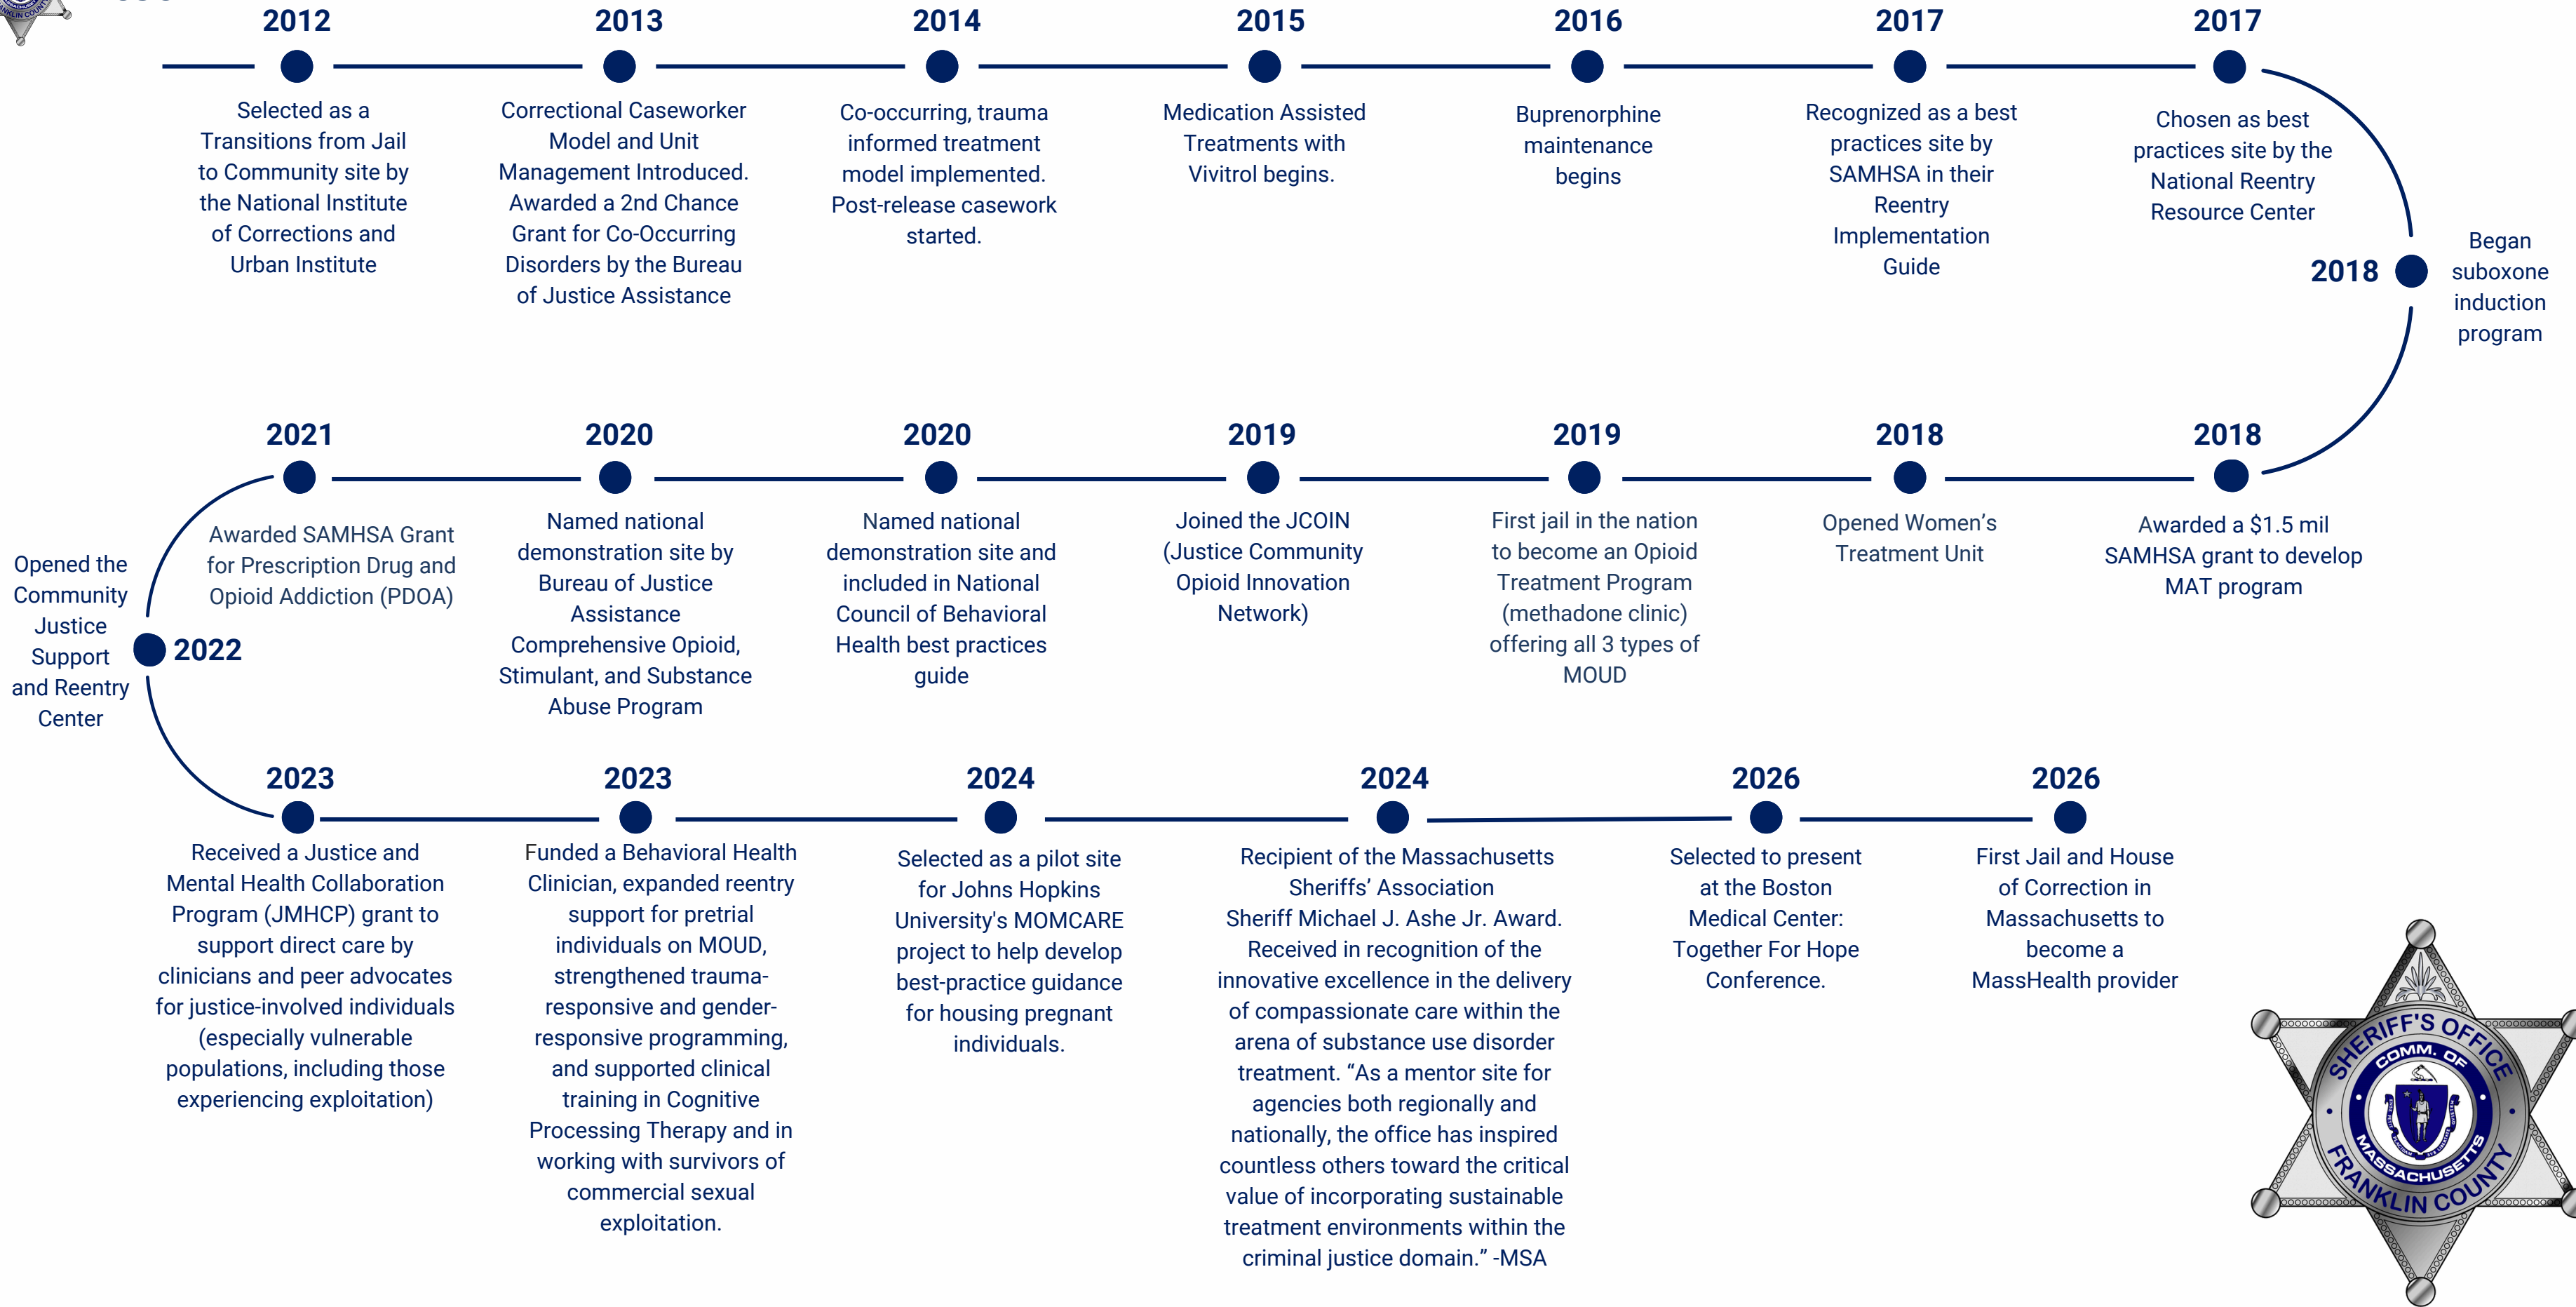 ANKLIN COUN
2012
Selected as a
Transitions from Jail
to Community site by
the National Institute
of Corrections and
Urban Institute
2013
Correctional Caseworker
Model and Unit
Management Introduced.
Awarded a 2nd Chance
Grant for Co-Occurring
Disorders by the Bureau
of Justice Assistance
2014
Co-occurring, trauma
informed treatment
model implemented.
Post-release casework
started.
2015
Medication Assisted
Treatments with
Vivitrol begins.
2016
Buprenorphine
maintenance
begins
2017
Recognized as a best
practices site by
SAMHSA in their
Reentry
Implementation
Guide
2017
Chosen as best
practices site by the
National Reentry
Resource Center
2018
Began
suboxone
induction
program
2018
Awarded a $1.5 mil
SAMHSA grant to develop
MAT program
2018
Opened Women’s
Treatment Unit
2019
First jail in the nation
to become an Opioid
Treatment Program
(methadone clinic)
offering all 3 types of
MOUD
2019
Joined the JCOIN
(Justice Community
Opioid Innovation
Network)
2020
Named national
demonstration site and
included in National
Council of Behavioral
Health best practices
guide
2020
Named national
demonstration site by
Bureau of Justice
Assistance
Comprehensive Opioid,
Stimulant, and Substance
Abuse Program
2021
Awarded SAMHSA Grant
for Prescription Drug and
Opioid Addiction (PDOA)
2022
Opened the
Community
Justice
Support
and Reentry
Center
2023
Received a Justice and
Mental Health Collaboration
Program (JMHCP) grant to
support direct care by
clinicians and peer advocates
for justice-involved individuals
(especially vulnerable
populations, including those
experiencing exploitation)
2023
Funded a Behavioral Health
Clinician, expanded reentry
support for pretrial
individuals on MOUD,
strengthened trauma-
responsive and gender-
responsive programming,
and supported clinical
training in Cognitive
Processing Therapy and in
working with survivors of
commercial sexual
exploitation.
2024
Selected as a pilot site
for Johns Hopkins
University's MOMCARE
project to help develop
best-practice guidance
for housing pregnant
individuals.
2024
Recipient of the Massachusetts
Sheriffs’ Association
Sheriff Michael J. Ashe Jr. Award.
Received in recognition of the
innovative excellence in the delivery
of compassionate care within the
arena of substance use disorder
treatment. “As a mentor site for
agencies both regionally and
nationally, the office has inspired
countless others toward the critical
value of incorporating sustainable
treatment environments within the
criminal justice domain.” -MSA
2026
Selected to present
at the Boston
Medical Center:
Together For Hope
Conference.
2026
First Jail and House
of Correction in
Massachusetts to
become a
MassHealth provider
SHERIFF'S OFFICE
COMM. OF
MASSACHUSETTS
FRANKLIN COUNTY